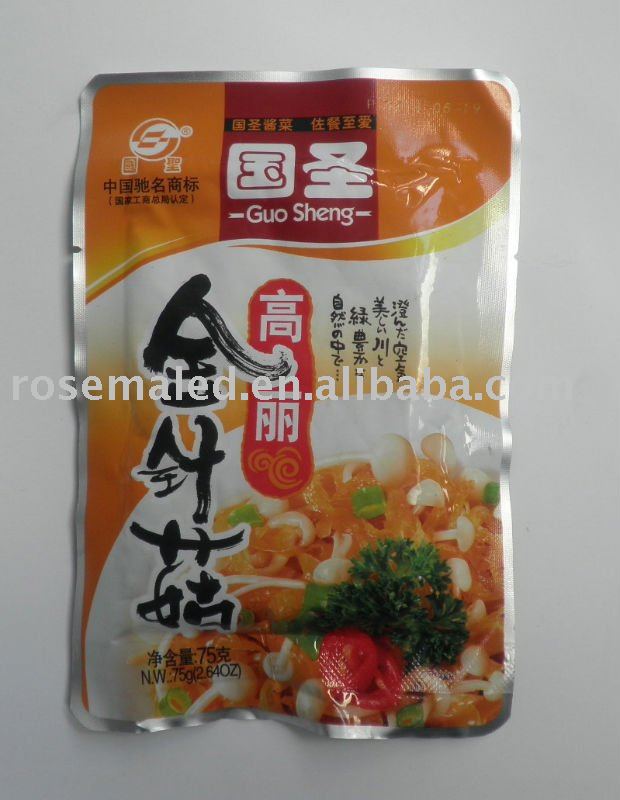 国圣酱菜 佐餐至爱
国聖
®
中国驰名商标
(国家工商总局认定)
国圣
Guo Sheng
高丽
金针菇
澄んだ空気
美しい川と
緑豊かに
自然の中で…
rosemaled.en.alibaba.com
净含量:75克
N.W.:75g(2.64OZ)